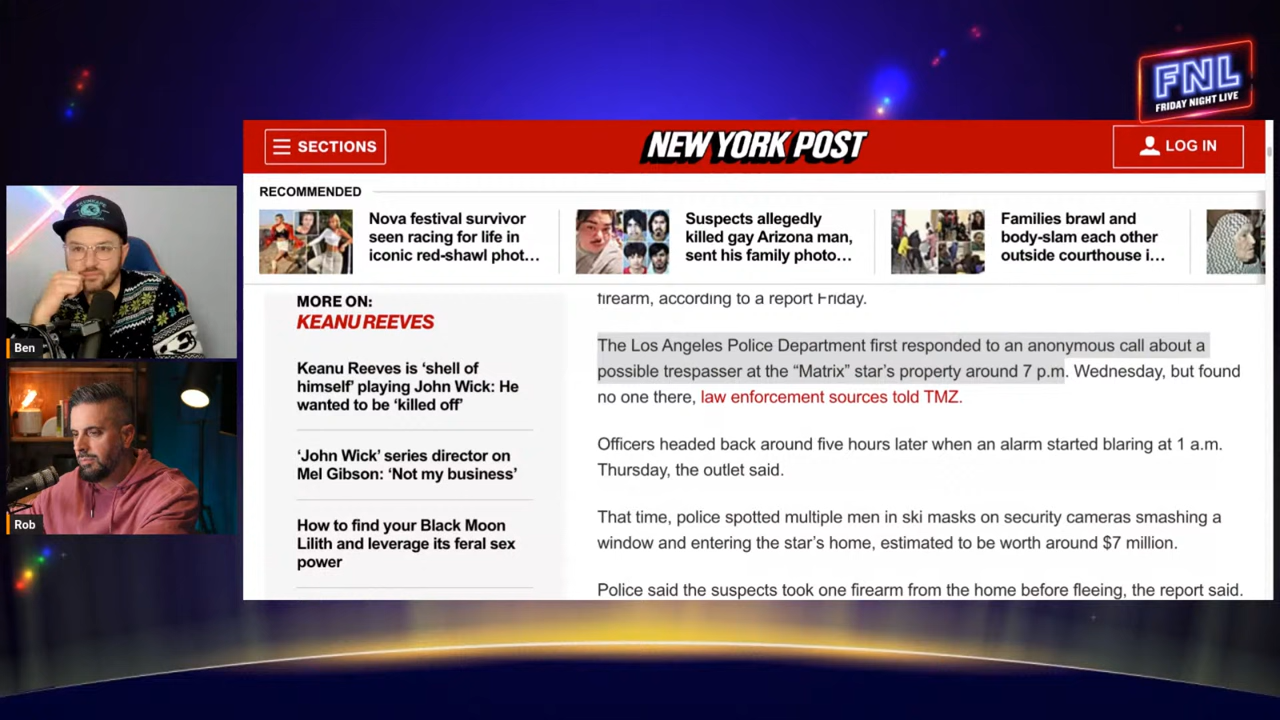 FNL
FRIDAY NIGHT LIVE
SECTIONS
NEW YORK POST
LOG IN
RECOMMENDED
Nova festival survivor
seen racing for life in
iconic red-shawl phot...
Suspects allegedly
killed gay Arizona man,
sent his family photo...
Families brawl and
body-slam each other
outside courthouse i...
MORE ON:
KEANU REEVES
Keanu Reeves is ‘shell of
himself’ playing John Wick: He
wanted to be ‘killed off’
‘John Wick’ series director on
Mel Gibson: ‘Not my business’
How to find your Black Moon
Lilith and leverage its feral sex
power
firearm, according to a report Friday.
The Los Angeles Police Department first responded to an anonymous call about a
possible trespasser at the “Matrix” star’s property around 7 p.m. Wednesday, but found
no one there, law enforcement sources told TMZ.
Officers headed back around five hours later when an alarm started blaring at 1 a.m.
Thursday, the outlet said.
That time, police spotted multiple men in ski masks on security cameras smashing a
window and entering the star’s home, estimated to be worth around $7 million.
Police said the suspects took one firearm from the home before fleeing, the report said.
Ben
Rob